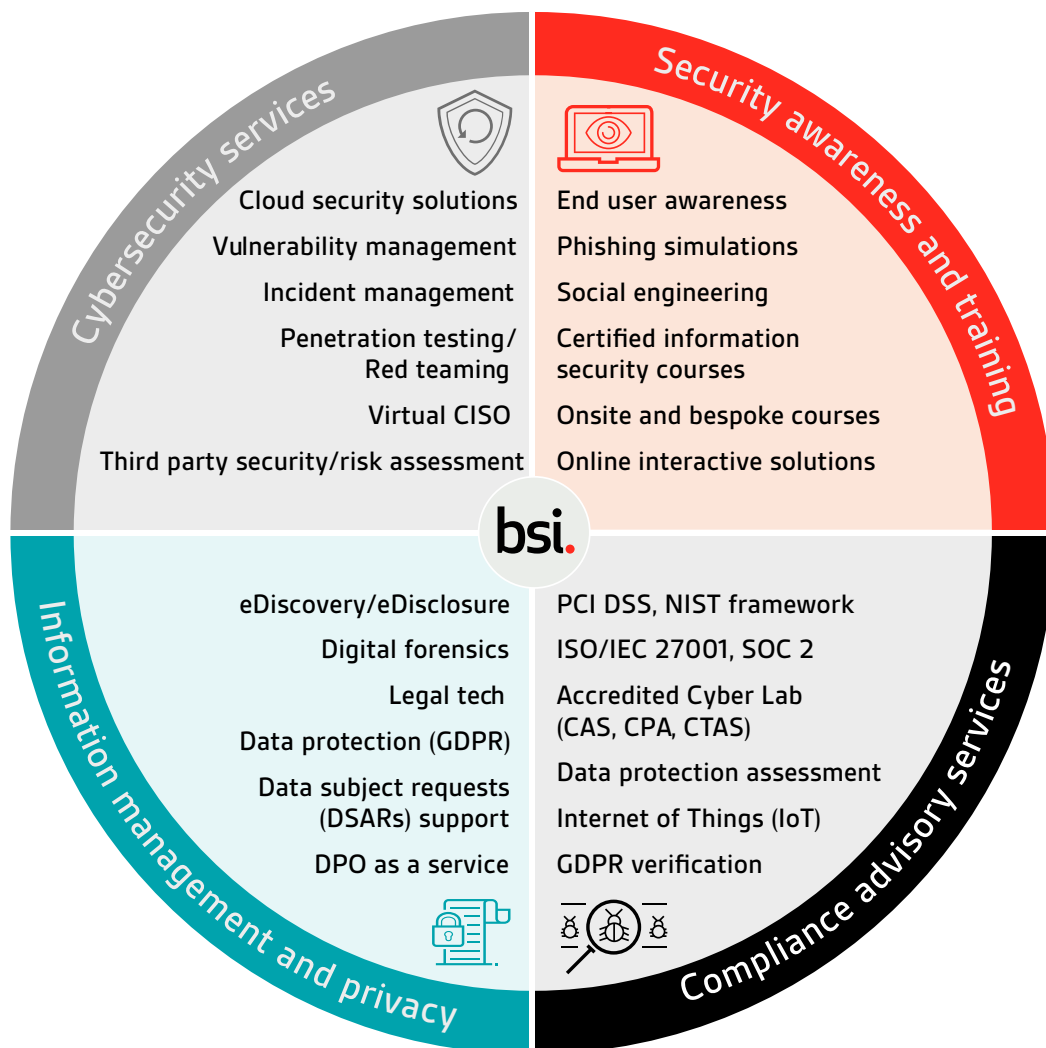 Cybersecurity services
Cloud security solutions
Vulnerability management
Incident management
Penetration testing/
Red teaming
Virtual CISO
Third party security/risk assessment
Security awareness and training
End user awareness
Phishing simulations
Social engineering
Certified information
security courses
Onsite and bespoke courses
Online interactive solutions
bsi.
Information management and privacy
eDiscovery/eDisclosure
Digital forensics
Legal tech
Data protection (GDPR)
Data subject requests
(DSARs) support
DPO as a service
Compliance advisory services
PCI DSS, NIST framework
ISO/IEC 27001, SOC 2
Accredited Cyber Lab
(CAS, CPA, CTAS)
Data protection assessment
Internet of Things (IoT)
GDPR verification